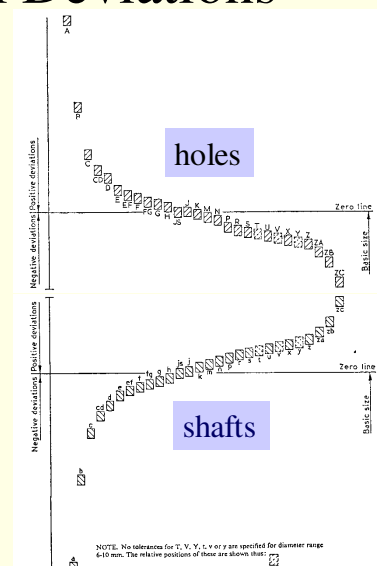 Deviations
A
B
C
CD
D
E
EF
F
FG
G
H
JS
J
K
M
N
P
R
S
T
U
V
X
Y
Z
ZA
ZB
ZC
holes
Positive deviations
Negative deviations
Zero line
Basic size
zc
zb
za
z
y
x
v
u
t
s
r
p
n
m
k
j
js
h
g
fg
f
ef
e
d
cd
c
b
a
Positive deviations
Negative deviations
Zero line
Basic size
shafts
NOTE. No tolerances for T, V, Y, t, v or y are specified for diameter range
6-10 mm. The relative positions of these are shown thus: